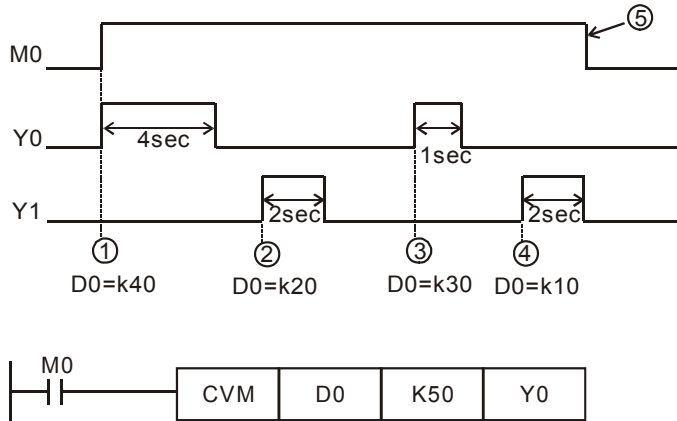 ⑤
M0
Y0
4sec
1sec
Y1
2sec
2sec
① ② ③ ④
D0=k40 D0=k20 D0=k30 D0=k10
M0
CVM D0 K50 Y0